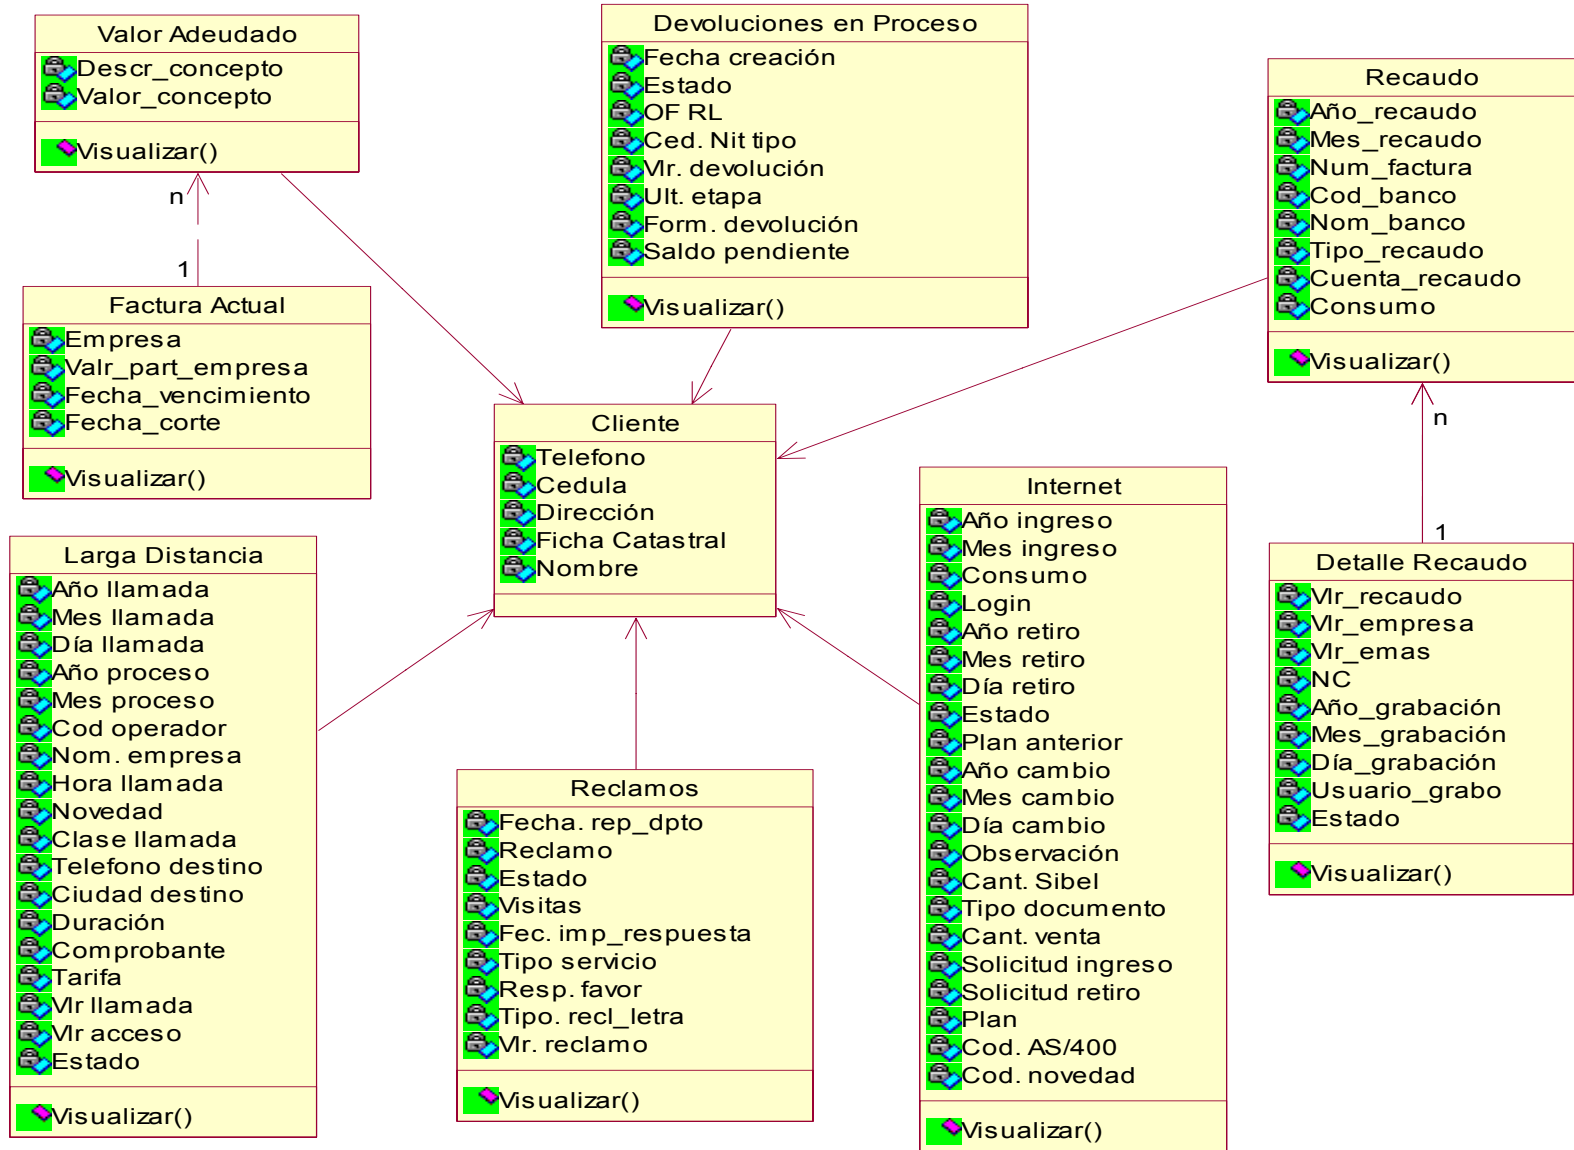 Valor Adeudado
Descr_concepto
Valor_concepto
Visualizar()
n
1
Factura Actual
Empresa
Valr_part_empresa
Fecha_vencimiento
Fecha_corte
Visualizar()
Devoluciones en Proceso
Fecha creación
Estado
OF RL
Ced. Nit tipo
Vlr. devolución
Ult. etapa
Form. devolución
Saldo pendiente
Visualizar()
Recaudo
Año_recaudo
Mes_recaudo
Num_factura
Cod_banco
Nom_banco
Tipo_recaudo
Cuenta_recaudo
Consumo
Visualizar()
n
1
Cliente
Telefono
Cedula
Dirección
Ficha Catastral
Nombre
Larga Distancia
Año llamada
Mes llamada
Día llamada
Año proceso
Mes proceso
Cod operador
Nom. empresa
Hora llamada
Novedad
Clase llamada
Telefono destino
Ciudad destino
Duración
Comprobante
Tarifa
Vlr llamada
Vlr acceso
Estado
Visualizar()
Reclamos
Fecha. rep_dpto
Reclamo
Estado
Visitas
Fec. imp_respuesta
Tipo servicio
Resp. favor
Tipo. recl_letra
Vlr. reclamo
Visualizar()
Internet
Año ingreso
Mes ingreso
Consumo
Login
Año retiro
Mes retiro
Día retiro
Estado
Plan anterior
Año cambio
Mes cambio
Día cambio
Observación
Cant. Sibel
Tipo documento
Cant. venta
Solicitud ingreso
Solicitud retiro
Plan
Cod. AS/400
Cod. novedad
Visualizar()
Detalle Recaudo
Vlr_recaudo
Vlr_empresa
Vlr_emas
NC
Año_grabación
Mes_grabación
Día_grabación
Usuario_grabo
Estado
Visualizar()